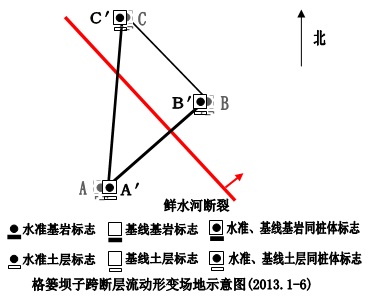 C′ C
北
B′ B
A A′
鲜水河断裂
水准基岩标志 基线基岩标志 水准、基线基岩同桩体标志
水准土层标志 基线土层标志 水准、基线土层同桩体标志
格篓坝子跨断层流动形变场地示意图(2013.1-6)